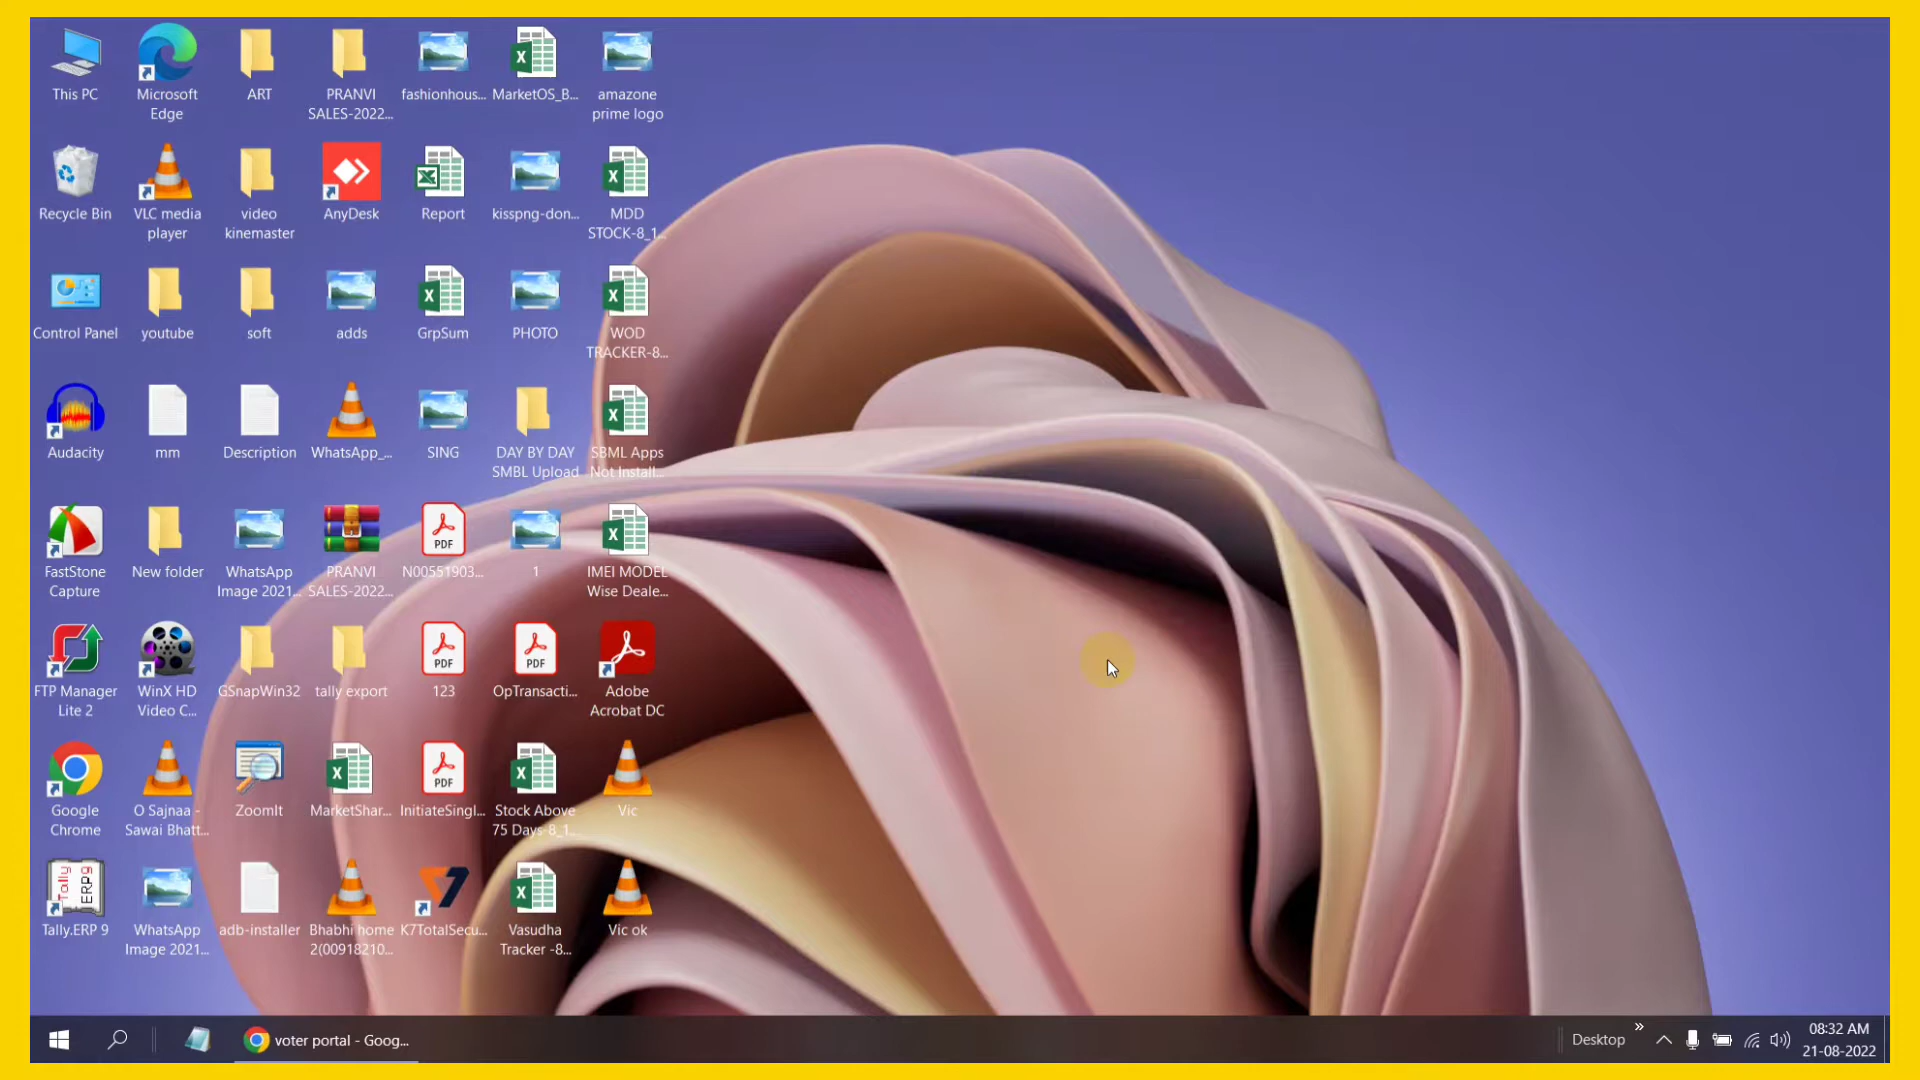 This PC
Microsoft
Edge
ART
PRANVI
SALES-2022...
fashionhous...
MarketOS_B...
amazone
prime logo
Recycle Bin
VLC media
player
video
kinemaster
AnyDesk
Report
kisspng-don...
MDD
STOCK-8_1...
Control Panel
youtube
soft
adds
GrpSum
PHOTO
WOD
TRACKER-8...
Audacity
mm
Description
WhatsApp_...
SING
DAY BY DAY
SMBL Upload
SBML Apps
Not Install...
FastStone
Capture
New folder
WhatsApp
Image 2021...
PRANVI
SALES-2022...
PDF
N00551903...
1
IMEI MODEL
Wise Deale...
FTP Manager
Lite 2
WinX HD
Video C...
GSnapWin32
tally export
PDF
123
PDF
OpTransacti...
Adobe
Acrobat DC
Google
Chrome
O Sajnaa -
Sawai Bhatt...
ZoomIt
MarketShar...
PDF
InitiateSingl...
Stock Above
75 Days-8_1...
Vic
Tally
ERP9
Tally.ERP 9
WhatsApp
Image 2021...
adb-installer
Bhabhi home
2(00918210...
K7TotalSecu...
Vasudha
Tracker -8...
Vic ok
voter portal - Goog...
Desktop
08:32 AM
21-08-2022